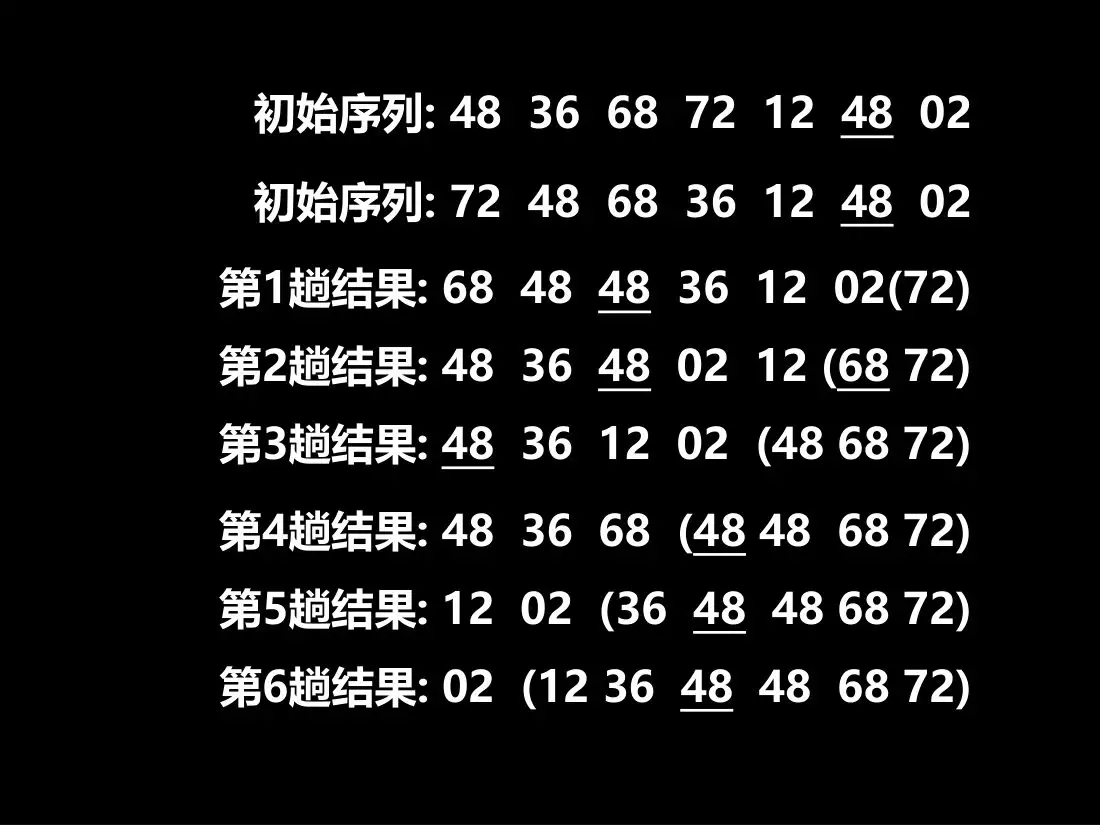 初始序列: 48 36 68 72 12 48 02
初始序列: 72 48 68 36 12 48 02
第1趟结果: 68 48 48 36 12 02(72)
第2趟结果: 48 36 48 02 12 (68 72)
第3趟结果: 48 36 12 02 (48 68 72)
第4趟结果: 48 36 68 (48 48 68 72)
第5趟结果: 12 02 (36 48 48 68 72)
第6趟结果: 02 (12 36 48 48 68 72)